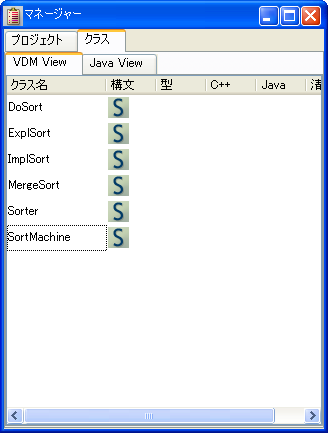 マネージャー
プロジェクト クラス
VDM View Java View
クラス名 構文 型 C++ Java 清
DoSort S
ExplSort S
ImplSort S
MergeSort S
Sorter S
SortMachine S